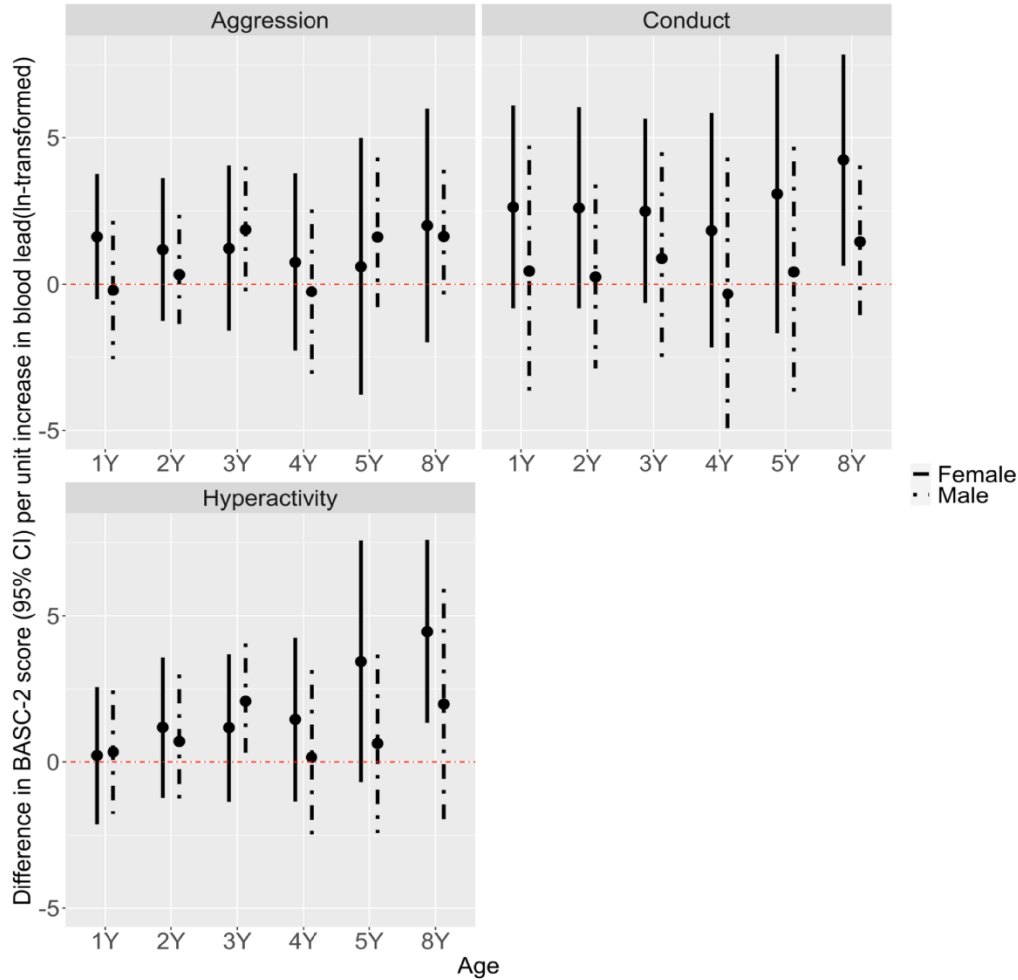 Aggression
Conduct
Difference in BASC-2 score (95% CI) per unit increase in blood lead(ln-transformed)
5
0
-5
1Y 2Y 3Y 4Y 5Y 8Y
1Y 2Y 3Y 4Y 5Y 8Y
Female
Male
Hyperactivity
5
0
-5
1Y 2Y 3Y 4Y 5Y 8Y
Age